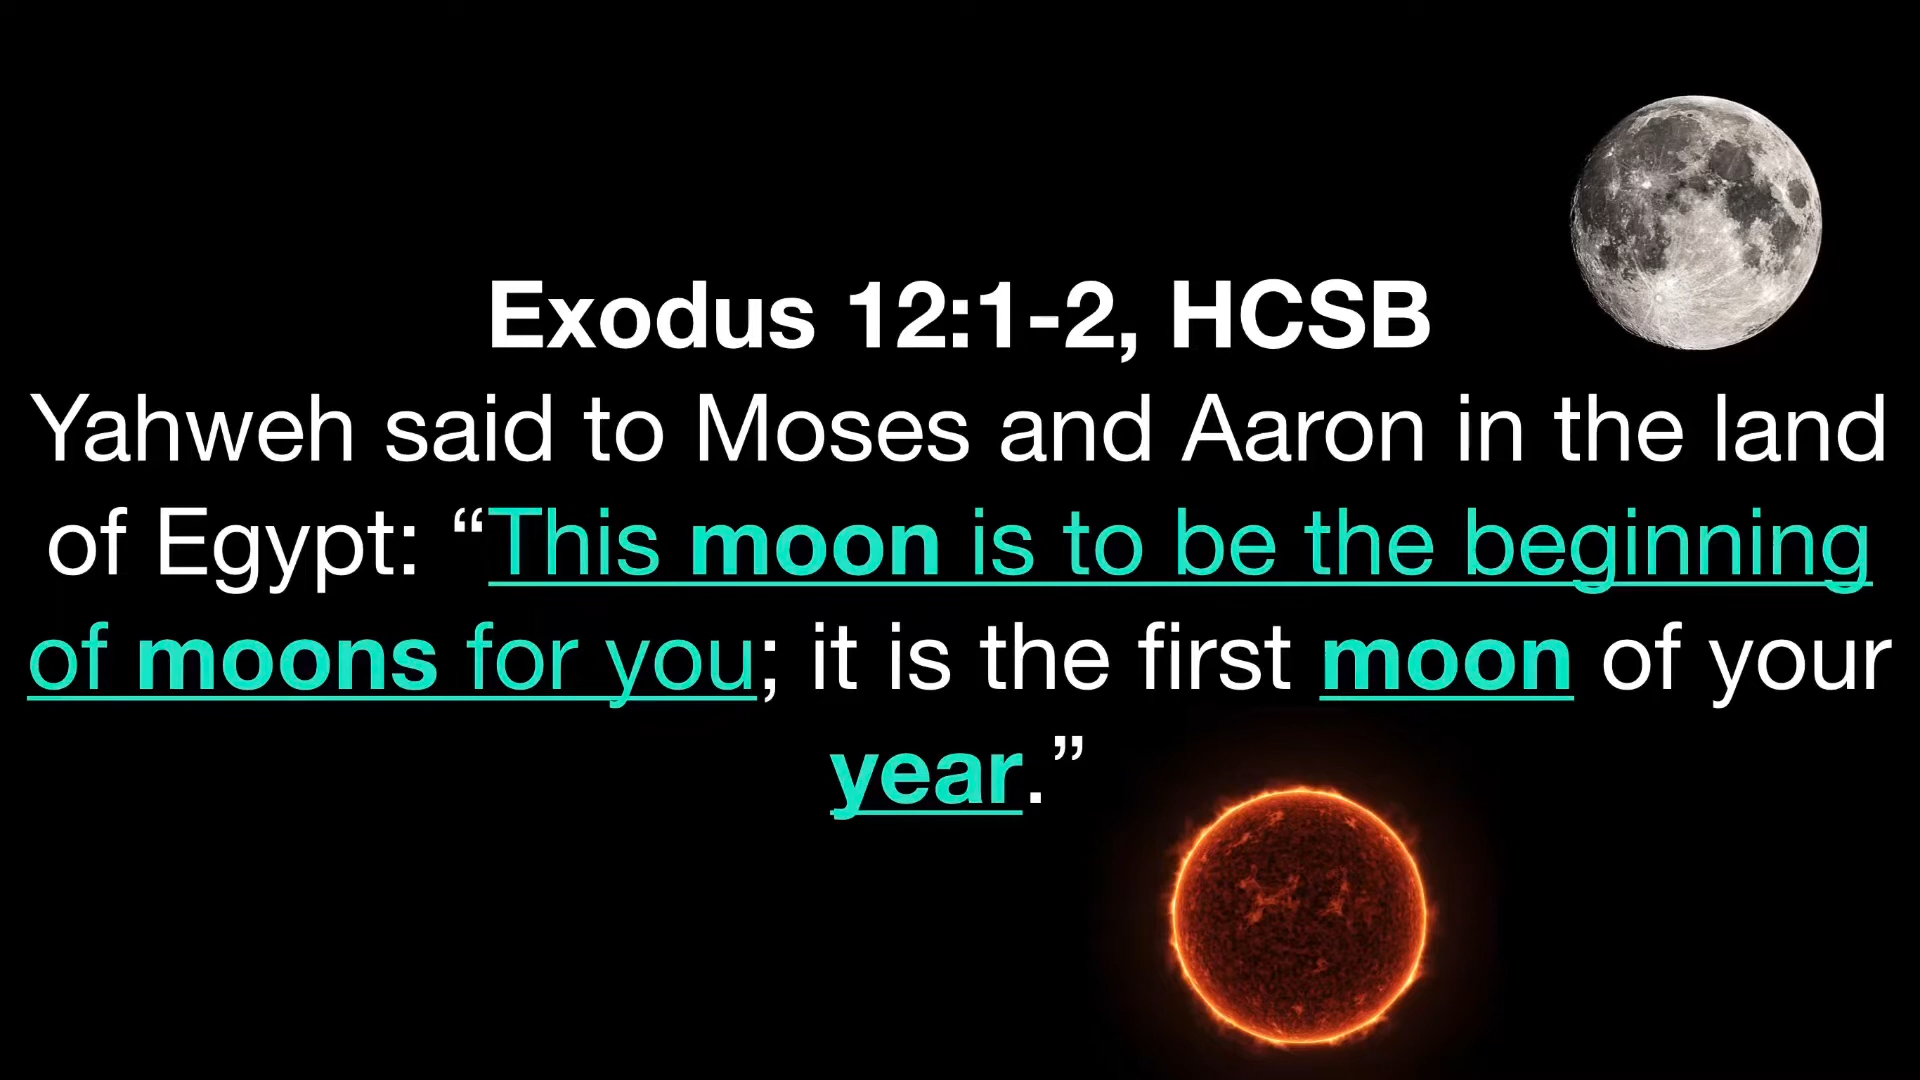 Exodus 12:1-2, HCSB
Yahweh said to Moses and Aaron in the land
of Egypt: “This moon is to be the beginning
of moons for you; it is the first moon of your
year.”